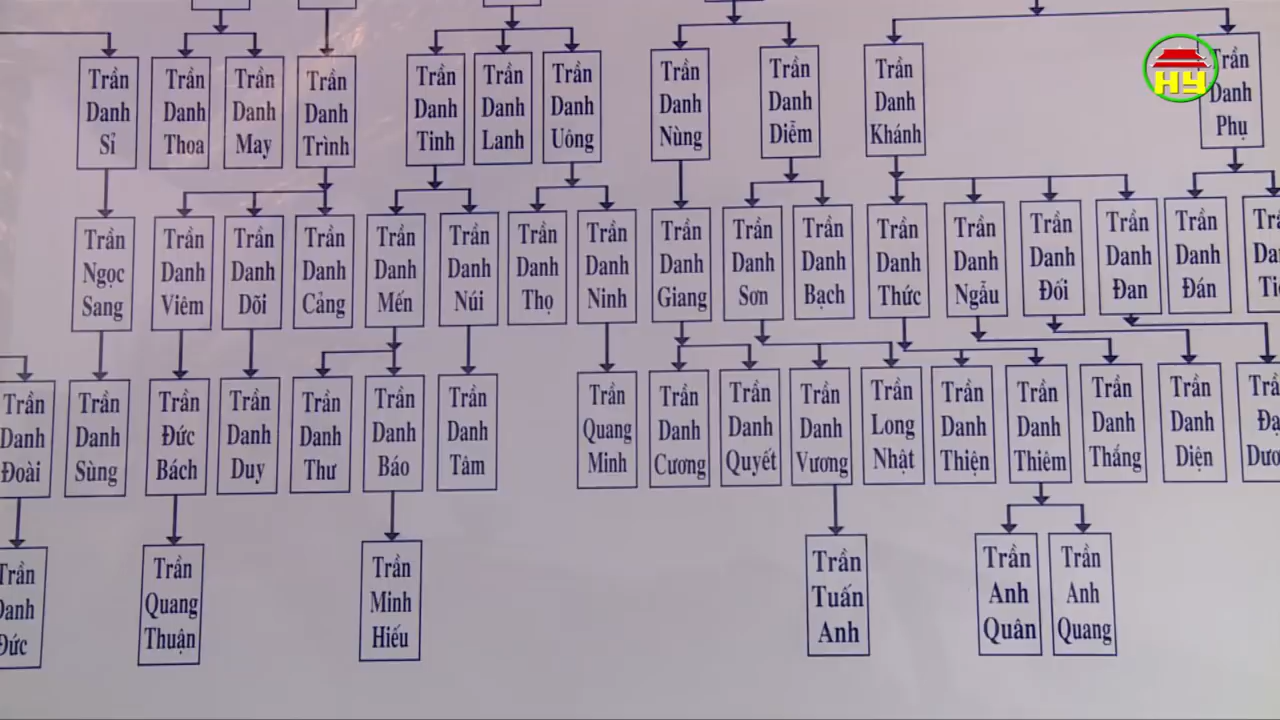 HY
Trần
Danh
Sỉ
Trần
Danh
Thoa
Trần
Danh
May
Trần
Danh
Trình
Trần
Danh
Tinh
Trần
Danh
Lanh
Trần
Danh
Uông
Trần
Danh
Nùng
Trần
Danh
Diễm
Trần
Danh
Khánh
Trần
Danh
Phụ
Trần
Ngọc
Sang
Trần
Danh
Viêm
Trần
Danh
Dõi
Trần
Danh
Cảng
Trần
Danh
Mến
Trần
Danh
Núi
Trần
Danh
Thọ
Trần
Danh
Ninh
Trần
Danh
Giang
Trần
Danh
Sơn
Trần
Danh
Bạch
Trần
Danh
Thức
Trần
Danh
Ngẫu
Trần
Danh
Đối
Trần
Danh
Đan
Trần
Danh
Đán
Trần
Danh
Đoài
Trần
Danh
Sùng
Trần
Đức
Bách
Trần
Danh
Duy
Trần
Danh
Thư
Trần
Danh
Báo
Trần
Danh
Tâm
Trần
Quang
Minh
Trần
Danh
Cương
Trần
Danh
Quyết
Trần
Danh
Vương
Trần
Long
Nhật
Trần
Danh
Thiện
Trần
Danh
Thiêm
Trần
Danh
Thắng
Trần
Danh
Diện
Trần
Danh
Đức
Trần
Quang
Thuận
Trần
Minh
Hiếu
Trần
Tuấn
Anh
Trần
Anh
Quân
Trần
Anh
Quang